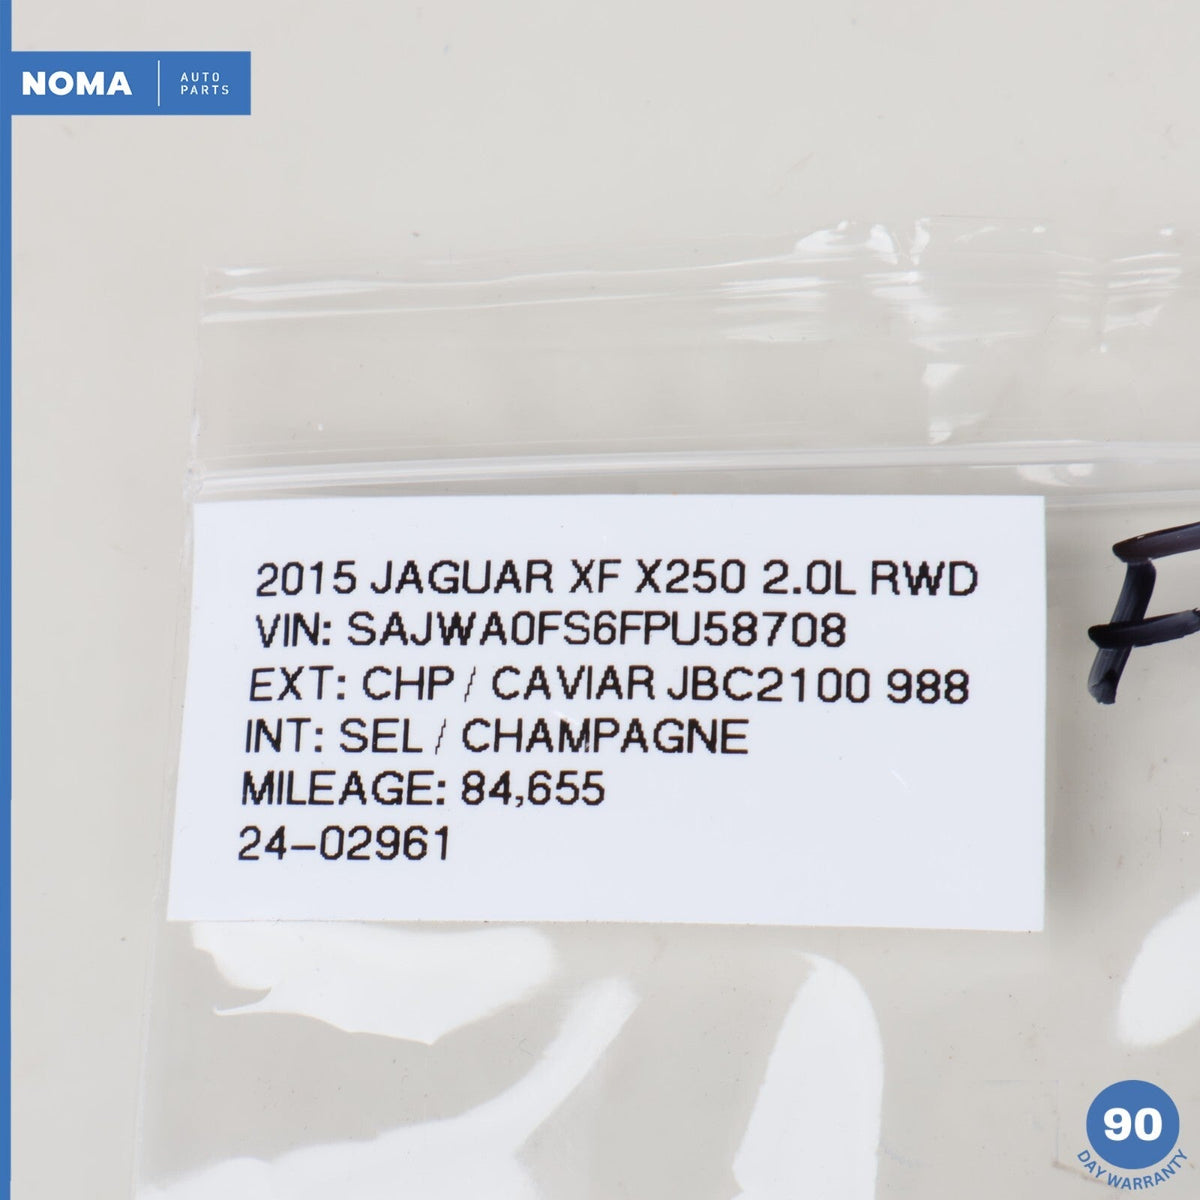 NOMA
AUTO
PARTS
2015 JAGUAR XF X250 2.0L RWD
VIN: SAJWA0FS6FPU58708
EXT: CHP / CAVIAR JBC2100 988
INT: SEL / CHAMPAGNE
MILEAGE: 84,655
24-02961
90
DAY WARRANTY